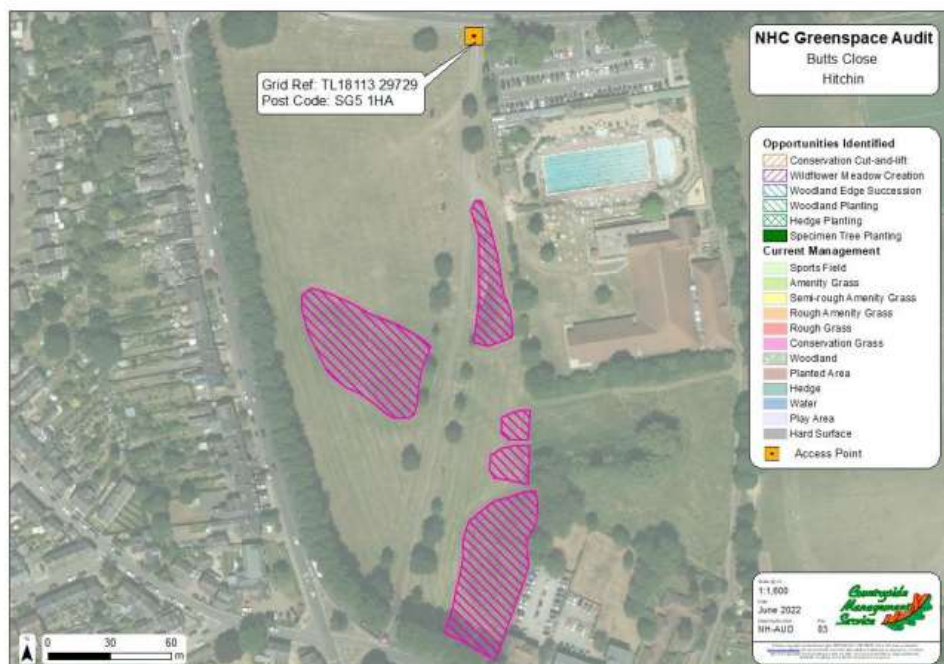 NHC Greenspace Audit
Butts Close
Hitchin
Grid Ref: TL18113 29729
Post Code: SG5 1HA
Opportunities Identified
Conservation Cut-and-lift
Wildflower Meadow Creation
Woodland Edge Succession
Woodland Planting
Hedge Planting
Specimen Tree Planting
Current Management
Sports Field
Amenity Grass
Semi-rough Amenity Grass
Rough Amenity Grass
Rough Grass
Conservation Grass
Woodland
Planted Area
Hedge
Water
Play Area
Hard Surface
Access Point
1:1,600
June 2022
NH-AUD
03
Countryside
Management
Service
0 30 60
m